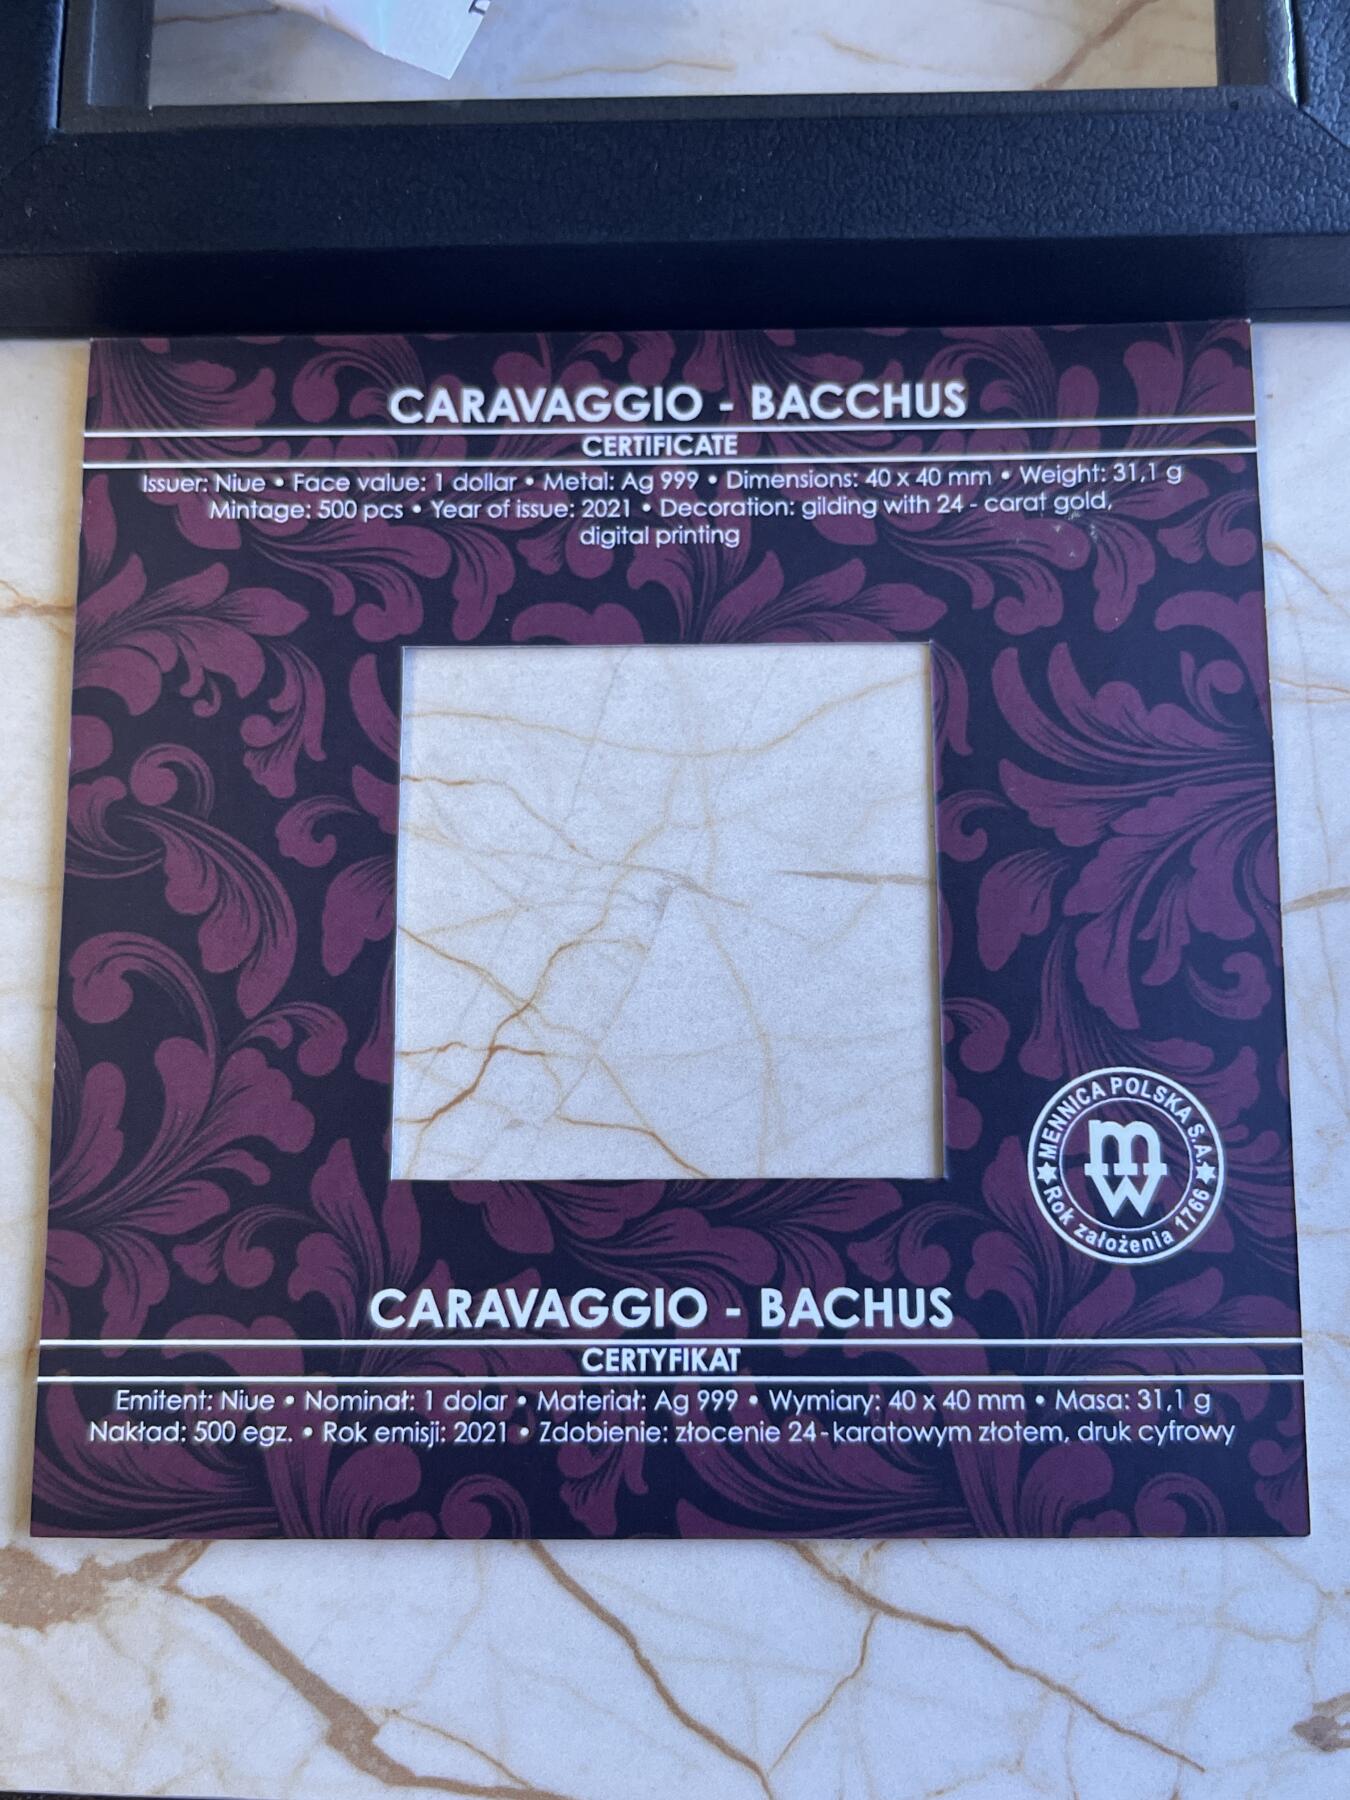 CARAVAGGIO - BACCHUS
CERTIFICATE
Issuer: Niue • Face value: 1 dollar • Metal: Ag 999 • Dimensions: 40 x 40 mm • Weight: 31,1 g
Mintage: 500 pcs • Year of issue: 2021 • Decoration: gilding with 24 - carat gold,
digital printing
MENNICA POLSKA S.A.
mw
Rok założenia 1766
CARAVAGGIO - BACHUS
CERTYFIKAT
Emitent: Niue • Nominał: 1 dolar • Materiał: Ag 999 • Wymiary: 40 x 40 mm • Masa: 31,1 g
Nakład: 500 egz. • Rok emisji: 2021 • Zdobienie: złocenie 24-karatowym złotem, druk cyfrowy